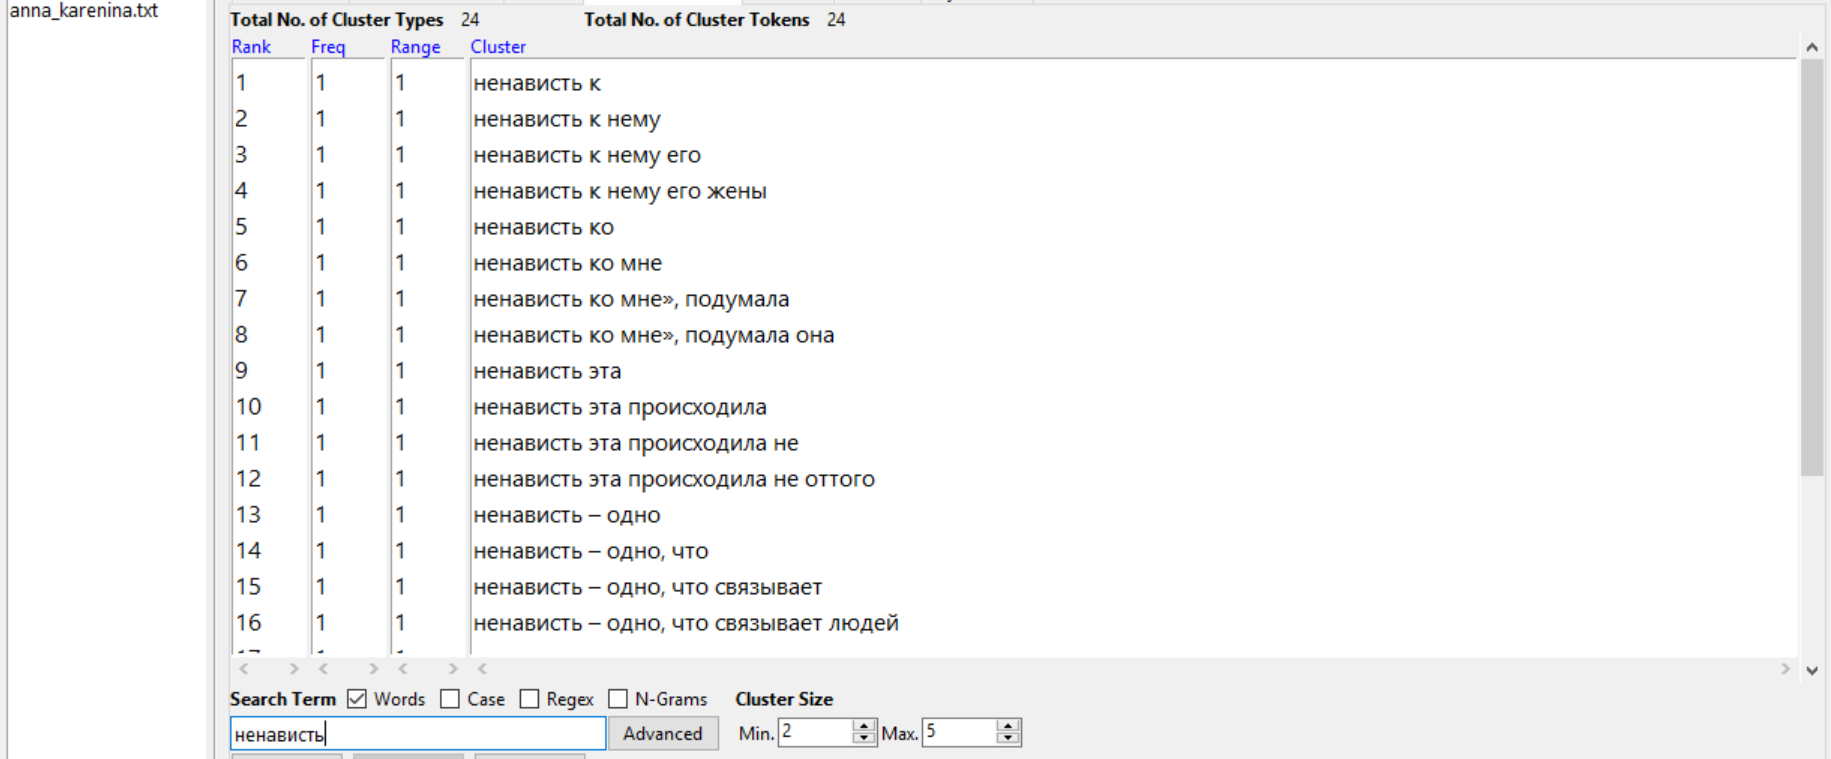 anna_karenina.txt
Total No. of Cluster Types 24 Total No. of Cluster Tokens 24
Rank Freq Range Cluster
1 1 1 ненависть к
2 1 1 ненависть к нему
3 1 1 ненависть к нему его
4 1 1 ненависть к нему его жены
5 1 1 ненависть ко
6 1 1 ненависть ко мне
7 1 1 ненависть ко мне», подумала
8 1 1 ненависть ко мне», подумала она
9 1 1 ненависть эта
10 1 1 ненависть эта происходила
11 1 1 ненависть эта происходила не
12 1 1 ненависть эта происходила не оттого
13 1 1 ненависть – одно
14 1 1 ненависть – одно, что
15 1 1 ненависть – одно, что связывает
16 1 1 ненависть – одно, что связывает людей
Search Term Words Case Regex N-Grams Cluster Size
ненависть Advanced Min. 2 Max. 5